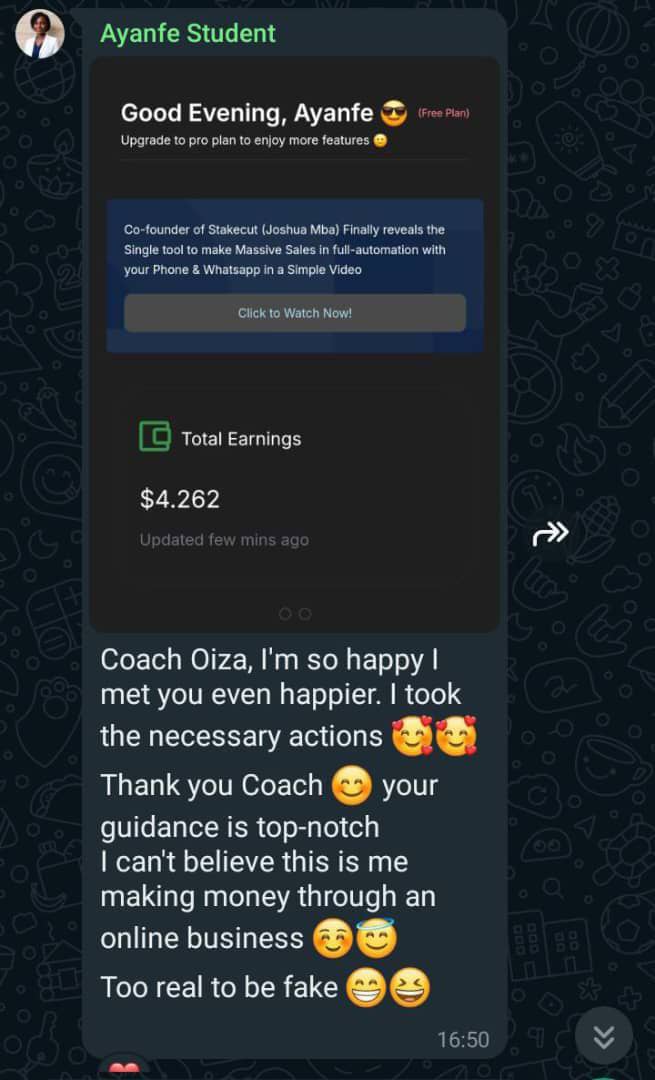 Ayanfe Student
Good Evening, Ayanfe 😎 (Free Plan)
Upgrade to pro plan to enjoy more features 🙂
Co-founder of Stakecut (Joshua Mba) Finally reveals the
Single tool to make Massive Sales in full-automation with
your Phone & Whatsapp in a Simple Video
Click to Watch Now!
Total Earnings
$4.262
Updated few mins ago
Coach Oiza, I'm so happy I
met you even happier. I took
the necessary actions 🥰🥰
Thank you Coach 😊 your
guidance is top-notch
I can't believe this is me
making money through an
online business ☺️😇
Too real to be fake 😁😆
16:50